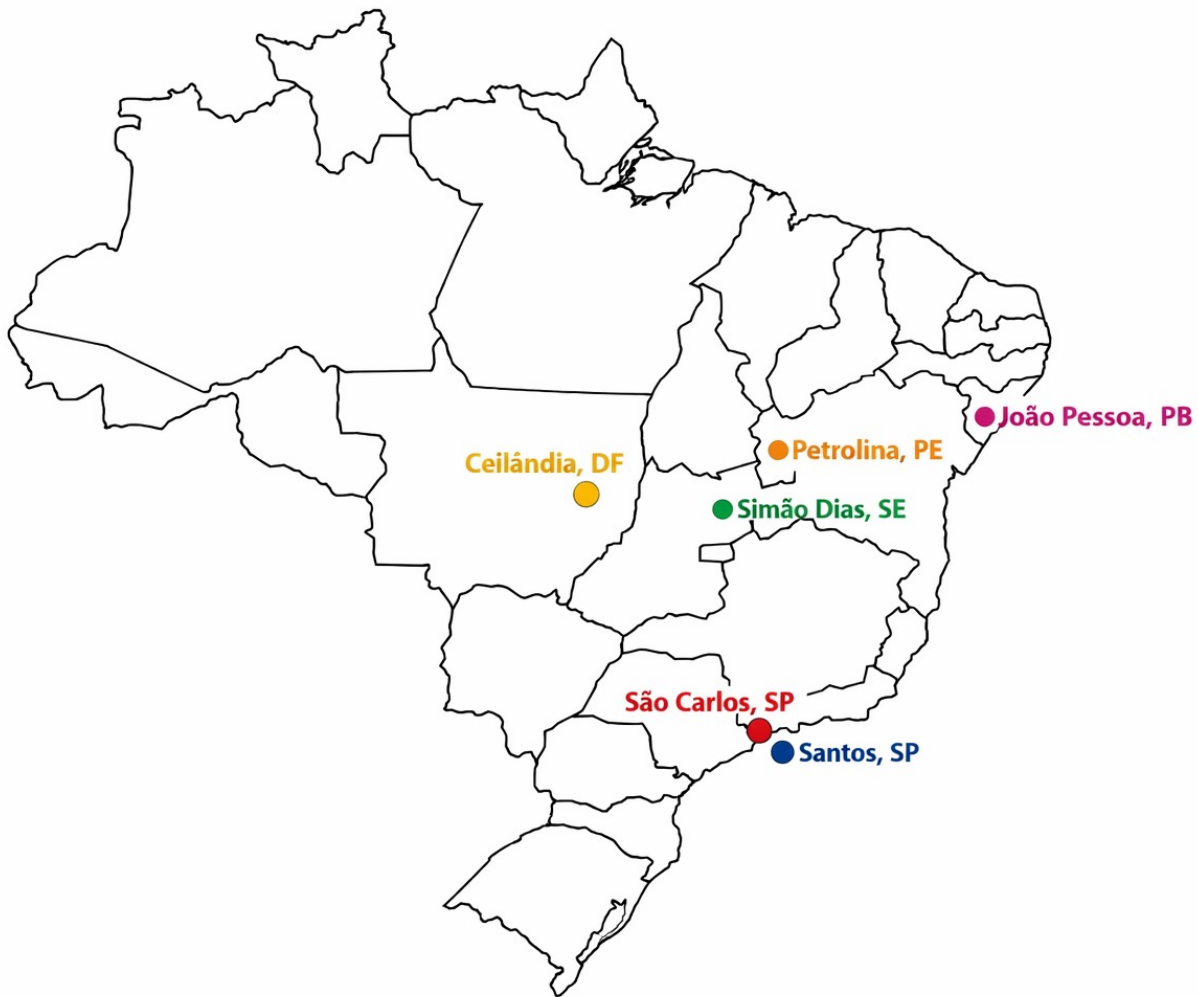 João Pessoa, PB
Petrolina, PE
Ceilândia, DF
Simão Dias, SE
São Carlos, SP
Santos, SP